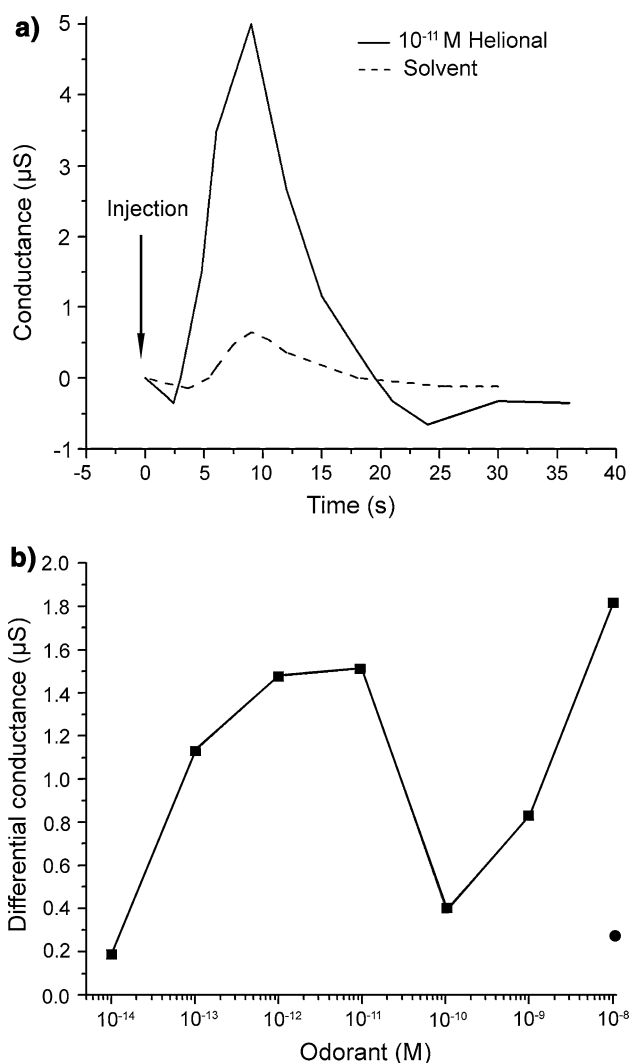 a)
10⁻¹¹ M Helional
Solvent
Injection
Conductance (µS)
5
4
3
2
1
0
-1
-5 0 5 10 15 20 25 30 35 40
Time (s)
b)
Differential conductance (µS)
2.0
1.8
1.6
1.4
1.2
1.0
0.8
0.6
0.4
0.2
0.0
10⁻¹⁴ 10⁻¹³ 10⁻¹² 10⁻¹¹ 10⁻¹⁰ 10⁻⁹ 10⁻⁸
Odorant (M)